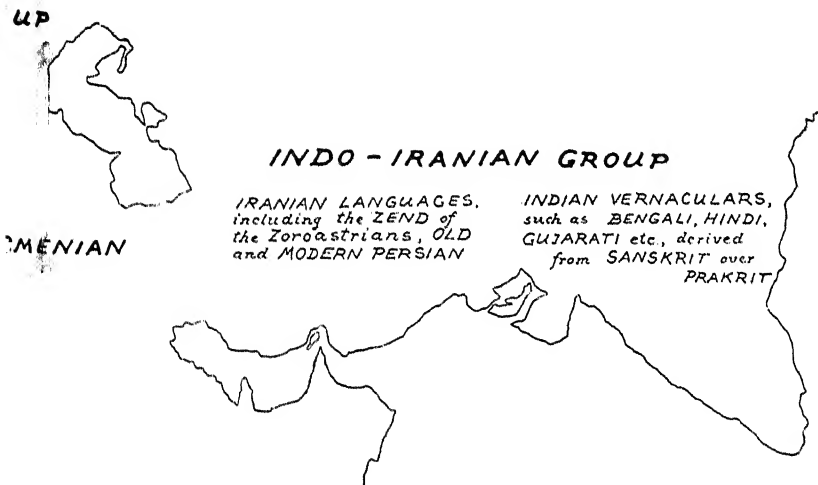 UP
INDO-IRANIAN GROUP
IRANIAN LANGUAGES,
including the ZEND of
the Zoroastrians, OLD
and MODERN PERSIAN
INDIAN VERNACULARS,
such as BENGALI, HINDI,
GUJARATI etc., derived
from SANSKRIT over
PRAKRIT
MENIAN